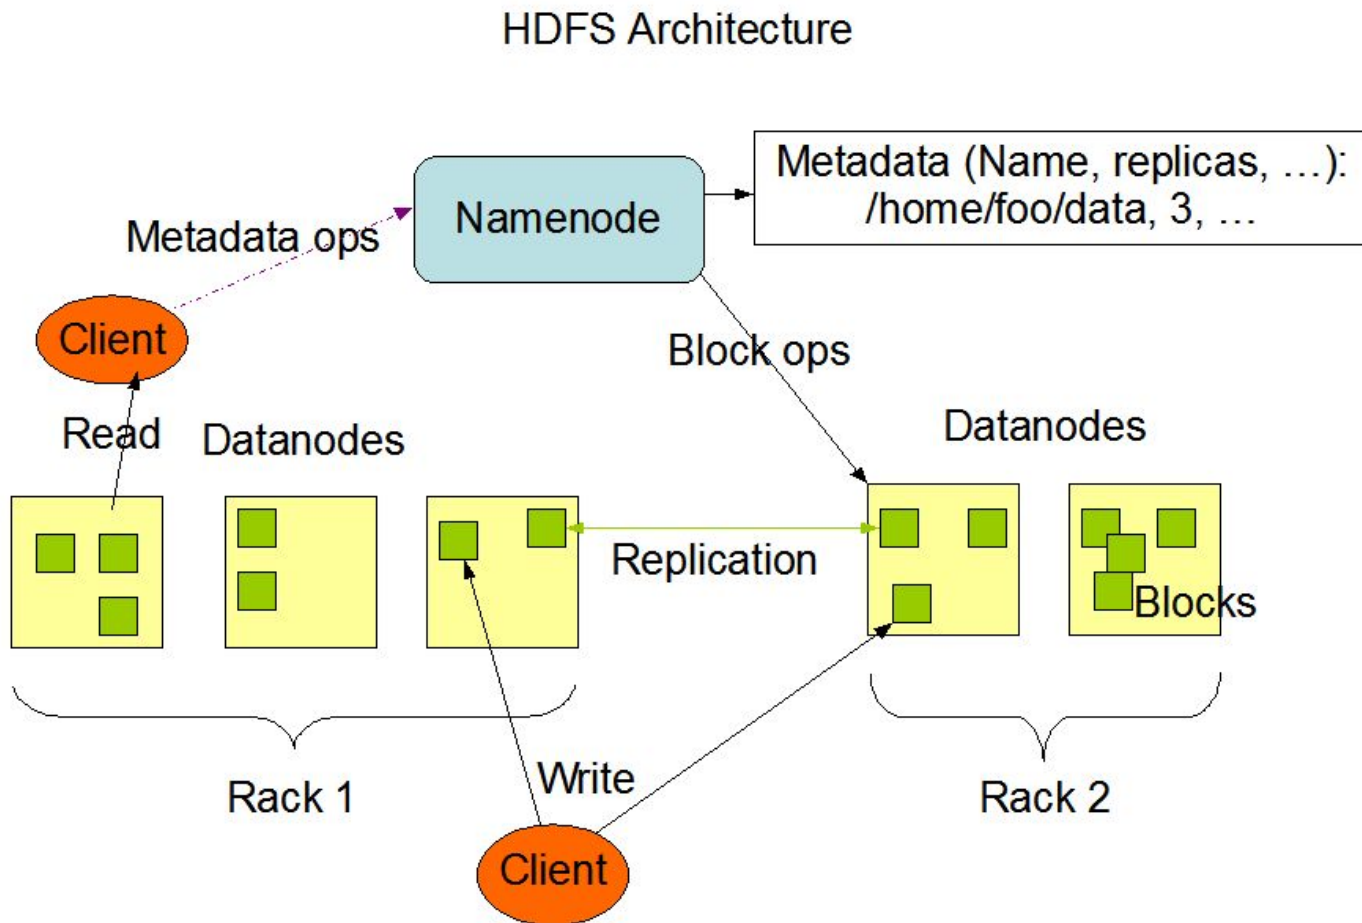 HDFS Architecture
Metadata (Name, replicas, …):
/home/foo/data, 3, …
Namenode
Metadata ops
Client
Block ops
Read
Datanodes
Datanodes
Replication
Blocks
Rack 1
Write
Rack 2
Client